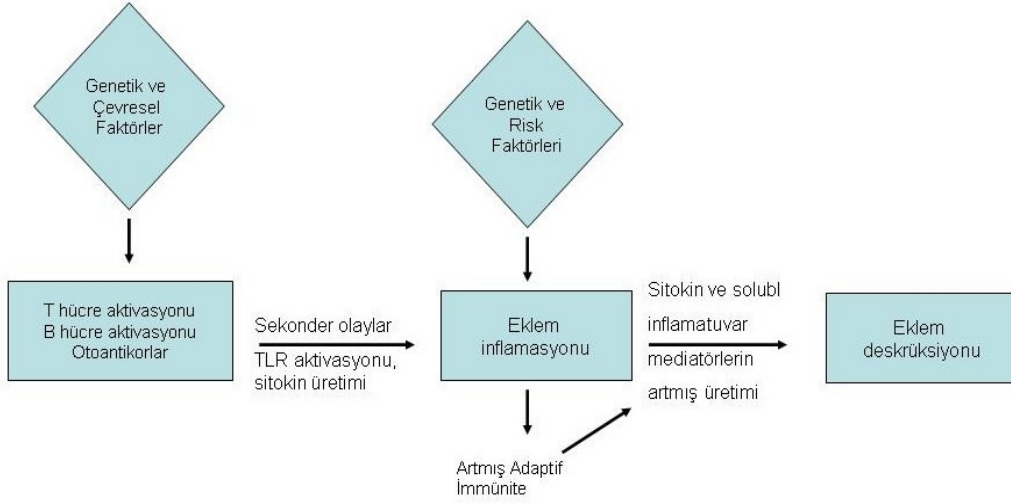 Genetik ve
Çevresel
Faktörler
Genetik ve
Risk
Faktörleri
T hücre aktivasyonu
B hücre aktivasyonu
Otoantikorlar
Sekonder olaylar
TLR aktivasyonu,
sitokin üretimi
Eklem
inflamasyonu
Sitokin ve solubl
inflamatuvar
mediatörlerin
artmış üretimi
Eklem
deskrüksiyonu
Artmış Adaptif
İmmünite